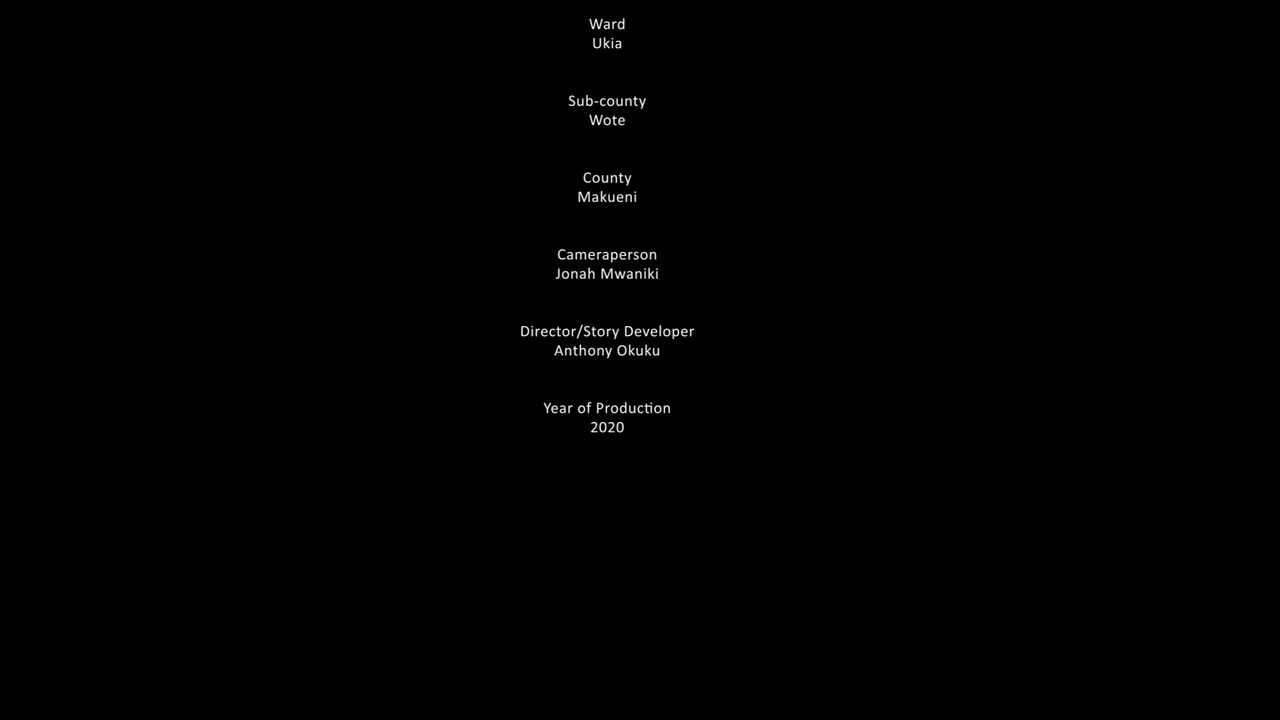 Ward
Ukia
Sub-county
Wote
County
Makueni
Cameraperson
Jonah Mwaniki
Director/Story Developer
Anthony Okuku
Year of Production
2020